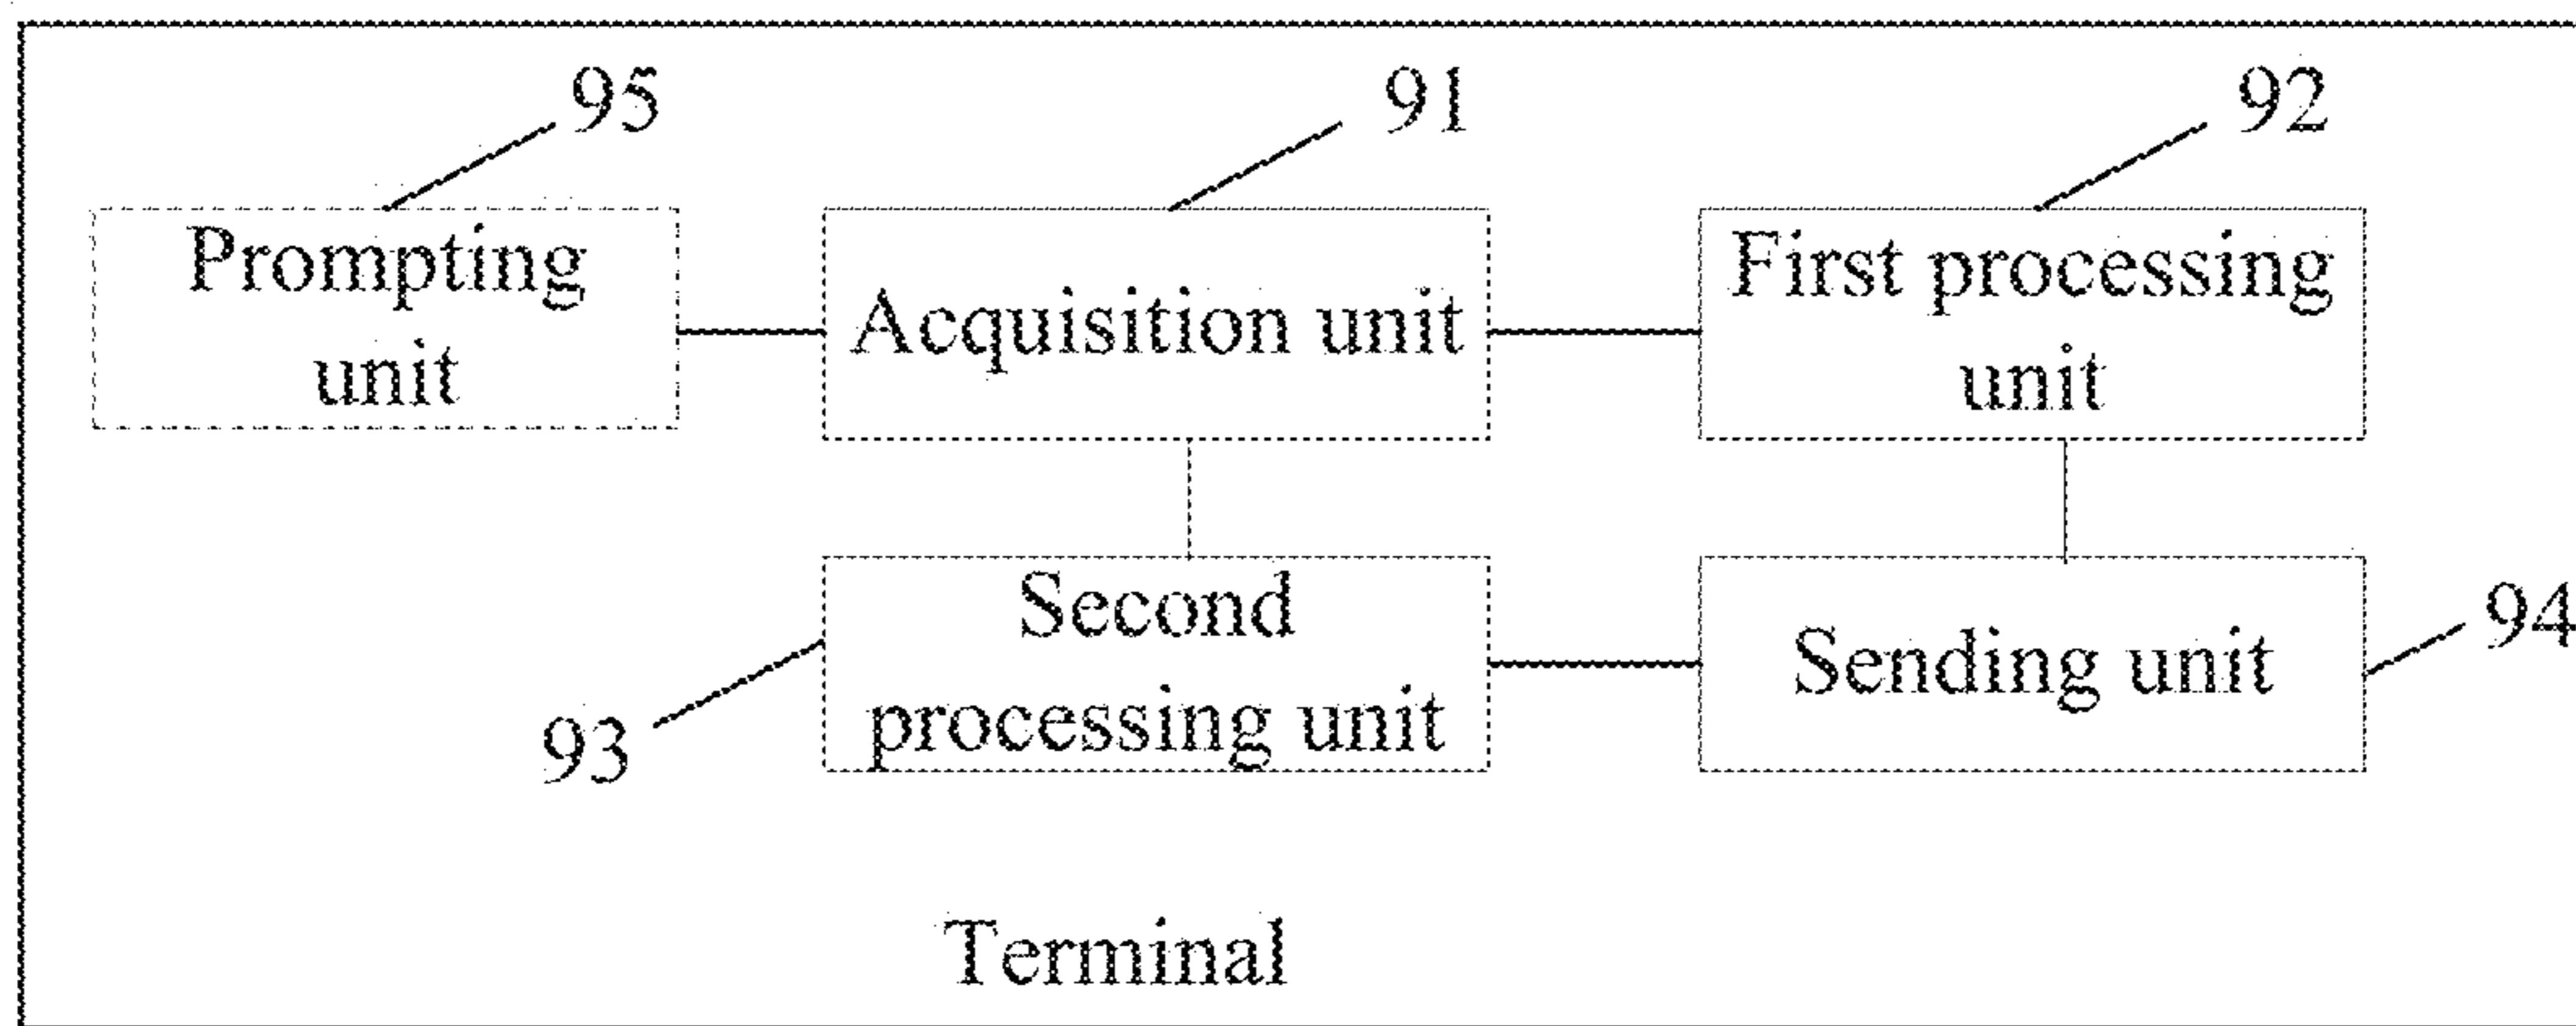 95
91
92
Prompting
unit
Acquisition unit
First processing
unit
Second
processing unit
Sending unit
93
94
Terminal